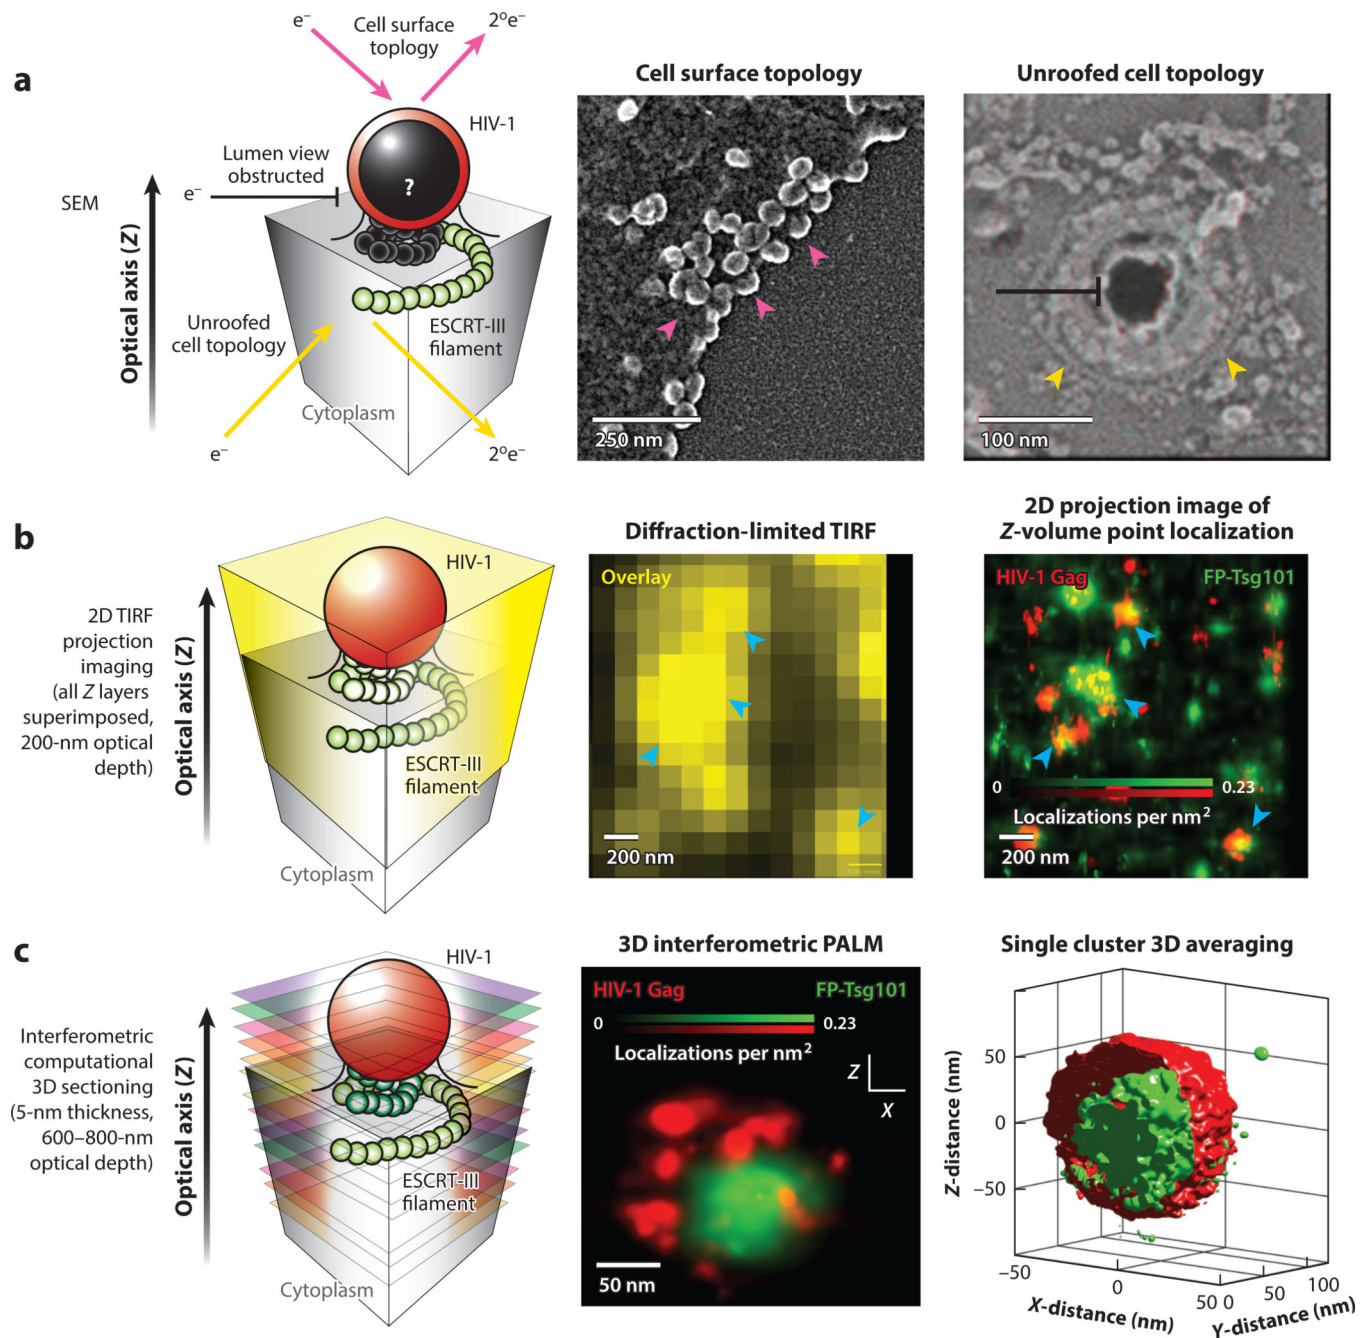 a
e⁻
Cell surface
toplogy
2⁰e⁻
HIV-1
Lumen view
obstructed
?
SEM
e⁻
Optical axis (Z)
Unroofed
cell topology
ESCRT-III
filament
Cytoplasm
e⁻
2⁰e⁻
Cell surface topology
250 nm
Unroofed cell topology
100 nm
b
HIV-1
2D TIRF
projection
imaging
(all Z layers
superimposed,
200-nm optical
depth)
Optical axis (Z)
ESCRT-III
filament
Cytoplasm
Diffraction-limited TIRF
Overlay
200 nm
2D projection image of
Z-volume point localization
HIV-1 Gag
FP-Tsg101
0
0.23
Localizations per nm²
200 nm
c
HIV-1
Interferometric
computational
3D sectioning
(5-nm thickness,
600–800-nm
optical depth)
Optical axis (Z)
ESCRT-III
filament
Cytoplasm
3D interferometric PALM
HIV-1 Gag
FP-Tsg101
0
0.23
Localizations per nm²
Z
X
50 nm
Single cluster 3D averaging
Z-distance (nm)
50
0
−50
−50
0
50
X-distance (nm)
0
50
100
Y-distance (nm)